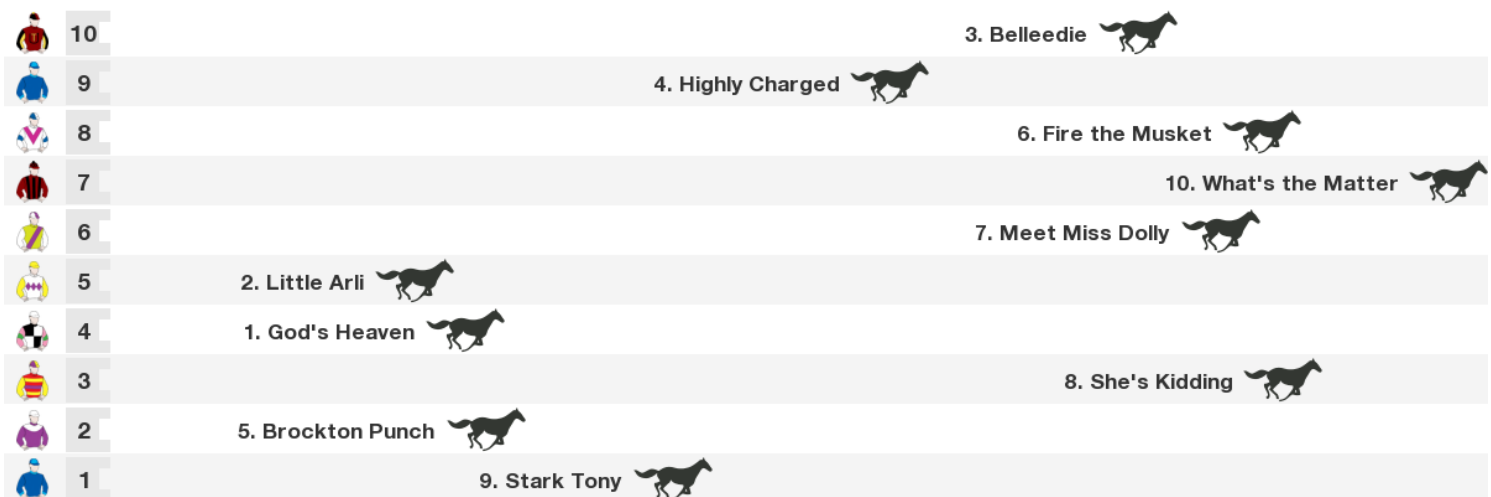 10 3. Belleedie
9 4. Highly Charged
8 6. Fire the Musket
7 10. What's the Matter
6 7. Meet Miss Dolly
5 2. Little Arli
4 1. God's Heaven
3 8. She's Kidding
2 5. Brockton Punch
1 9. Stark Tony